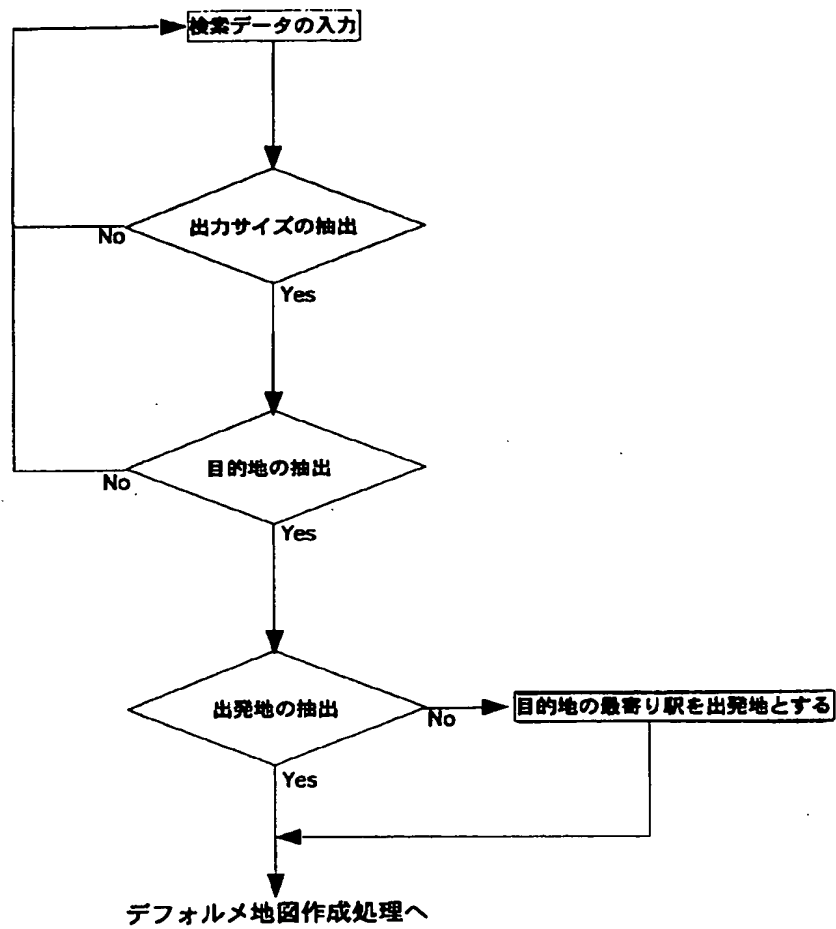 検索データの入力
出力サイズの抽出
No
Yes
目的地の抽出
No
Yes
出発地の抽出
No
目的地の最寄り駅を出発地とする
Yes
デフォルメ地図作成処理へ